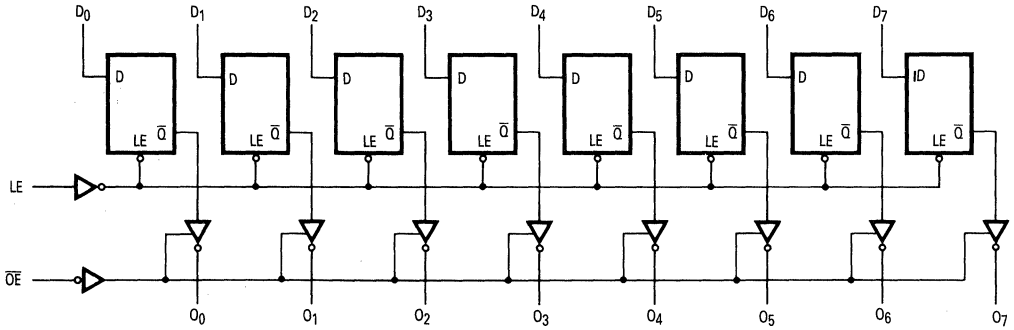 D₀ D₁ D₂ D₃ D₄ D₅ D₆ D₇
D D D D D D D ID
Q̅ Q̅ Q̅ Q̅ Q̅ Q̅ Q̅ Q̅
LE LE LE LE LE LE LE LE
LE
O̅E̅
O₀ O₁ O₂ O₃ O₄ O₅ O₆ O₇